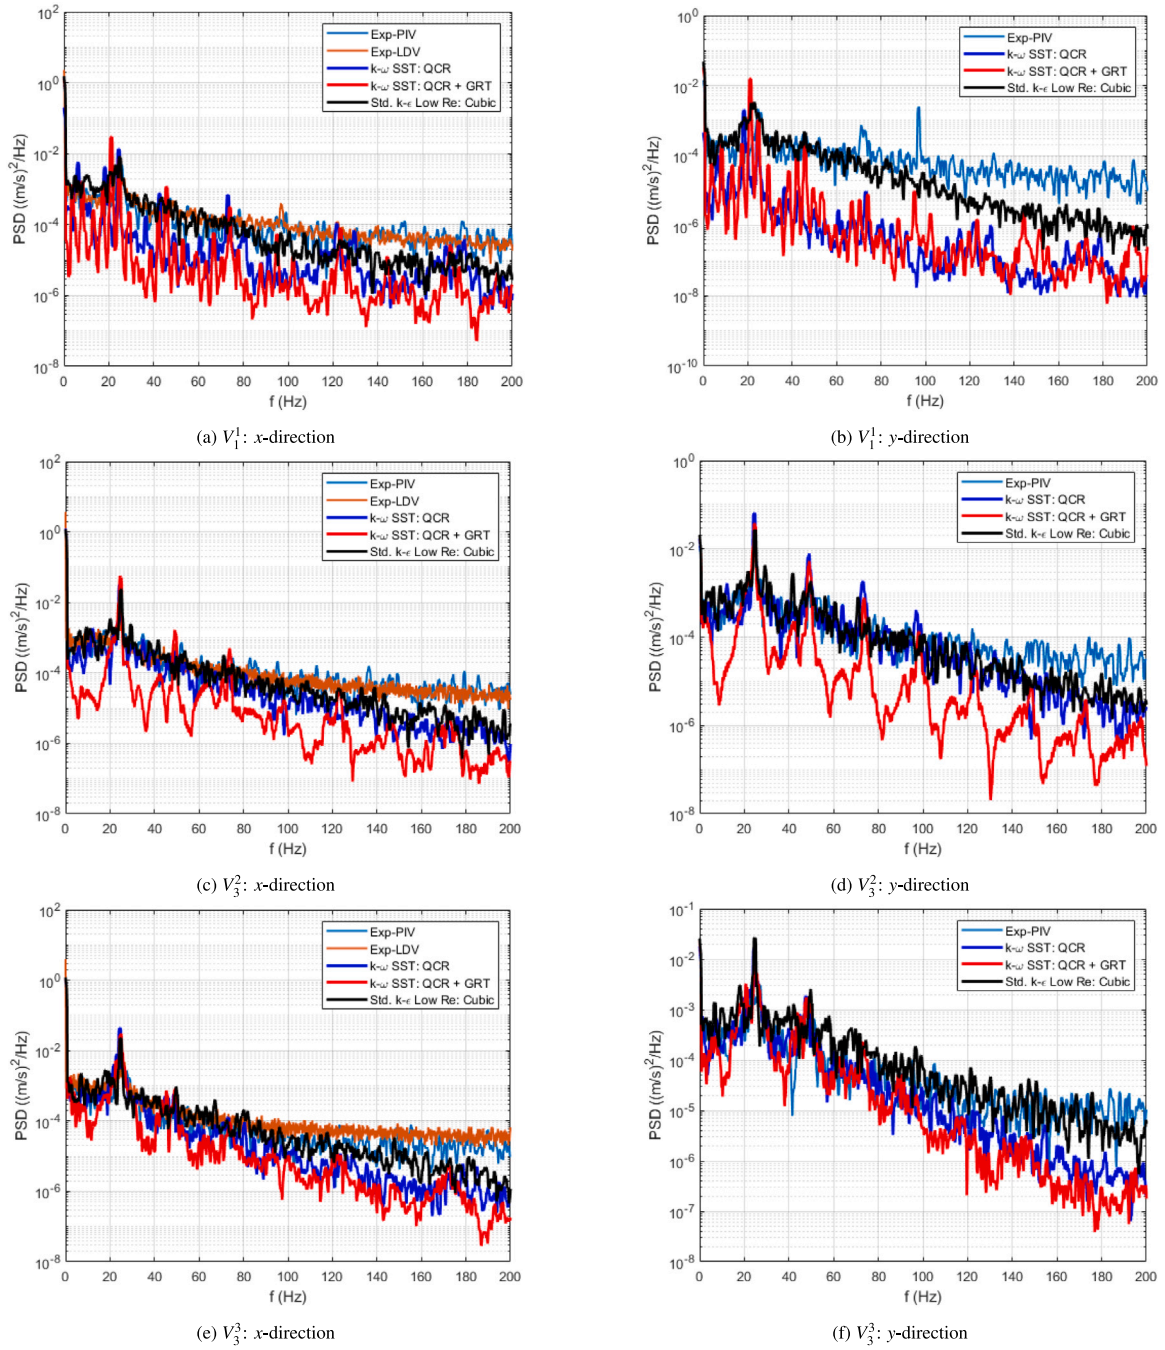 10^2
10^0
10^-2
10^-4
10^-6
10^-8
PSD ((m/s)^2/Hz)
0 20 40 60 80 100 120 140 160 180 200
f (Hz)
Exp-PIV
Exp-LDV
k-ω SST: QCR
k-ω SST: QCR + GRT
Std. k-ε Low Re: Cubic
(a) V_1^1: x-direction
10^0
10^-2
10^-4
10^-6
10^-8
10^-10
PSD ((m/s)^2/Hz)
0 20 40 60 80 100 120 140 160 180 200
f (Hz)
Exp-PIV
k-ω SST: QCR
k-ω SST: QCR + GRT
Std. k-ε Low Re: Cubic
(b) V_1^1: y-direction
10^2
10^0
10^-2
10^-4
10^-6
10^-8
PSD ((m/s)^2/Hz)
0 20 40 60 80 100 120 140 160 180 200
f (Hz)
Exp-PIV
Exp-LDV
k-ω SST: QCR
k-ω SST: QCR + GRT
Std. k-ε Low Re: Cubic
(c) V_3^2: x-direction
10^0
10^-2
10^-4
10^-6
10^-8
PSD ((m/s)^2/Hz)
0 20 40 60 80 100 120 140 160 180 200
f (Hz)
Exp-PIV
k-ω SST: QCR
k-ω SST: QCR + GRT
Std. k-ε Low Re: Cubic
(d) V_3^2: y-direction
10^2
10^0
10^-2
10^-4
10^-6
10^-8
PSD ((m/s)^2/Hz)
0 20 40 60 80 100 120 140 160 180 200
f (Hz)
Exp-PIV
Exp-LDV
k-ω SST: QCR
k-ω SST: QCR + GRT
Std. k-ε Low Re: Cubic
(e) V_3^3: x-direction
10^-1
10^-2
10^-3
10^-4
10^-5
10^-6
10^-7
10^-8
PSD ((m/s)^2/Hz)
0 20 40 60 80 100 120 140 160 180 200
f (Hz)
Exp-PIV
k-ω SST: QCR
k-ω SST: QCR + GRT
Std. k-ε Low Re: Cubic
(f) V_3^3: y-direction